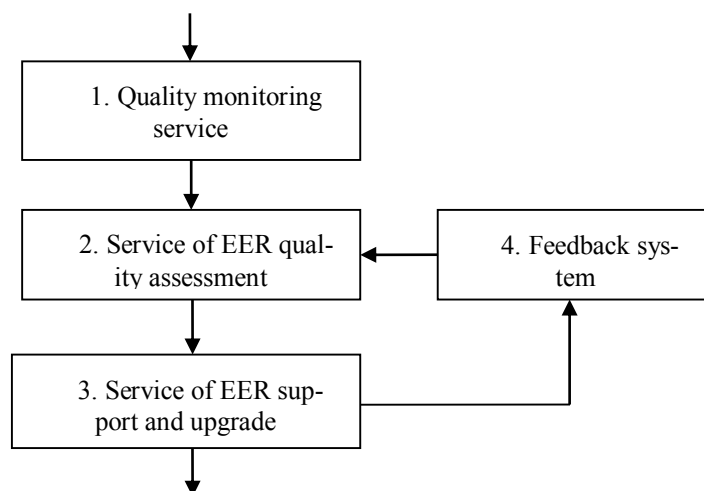 1. Quality monitoring
service
2. Service of EER qual-
ity assessment
4. Feedback sys-
tem
3. Service of EER sup-
port and upgrade